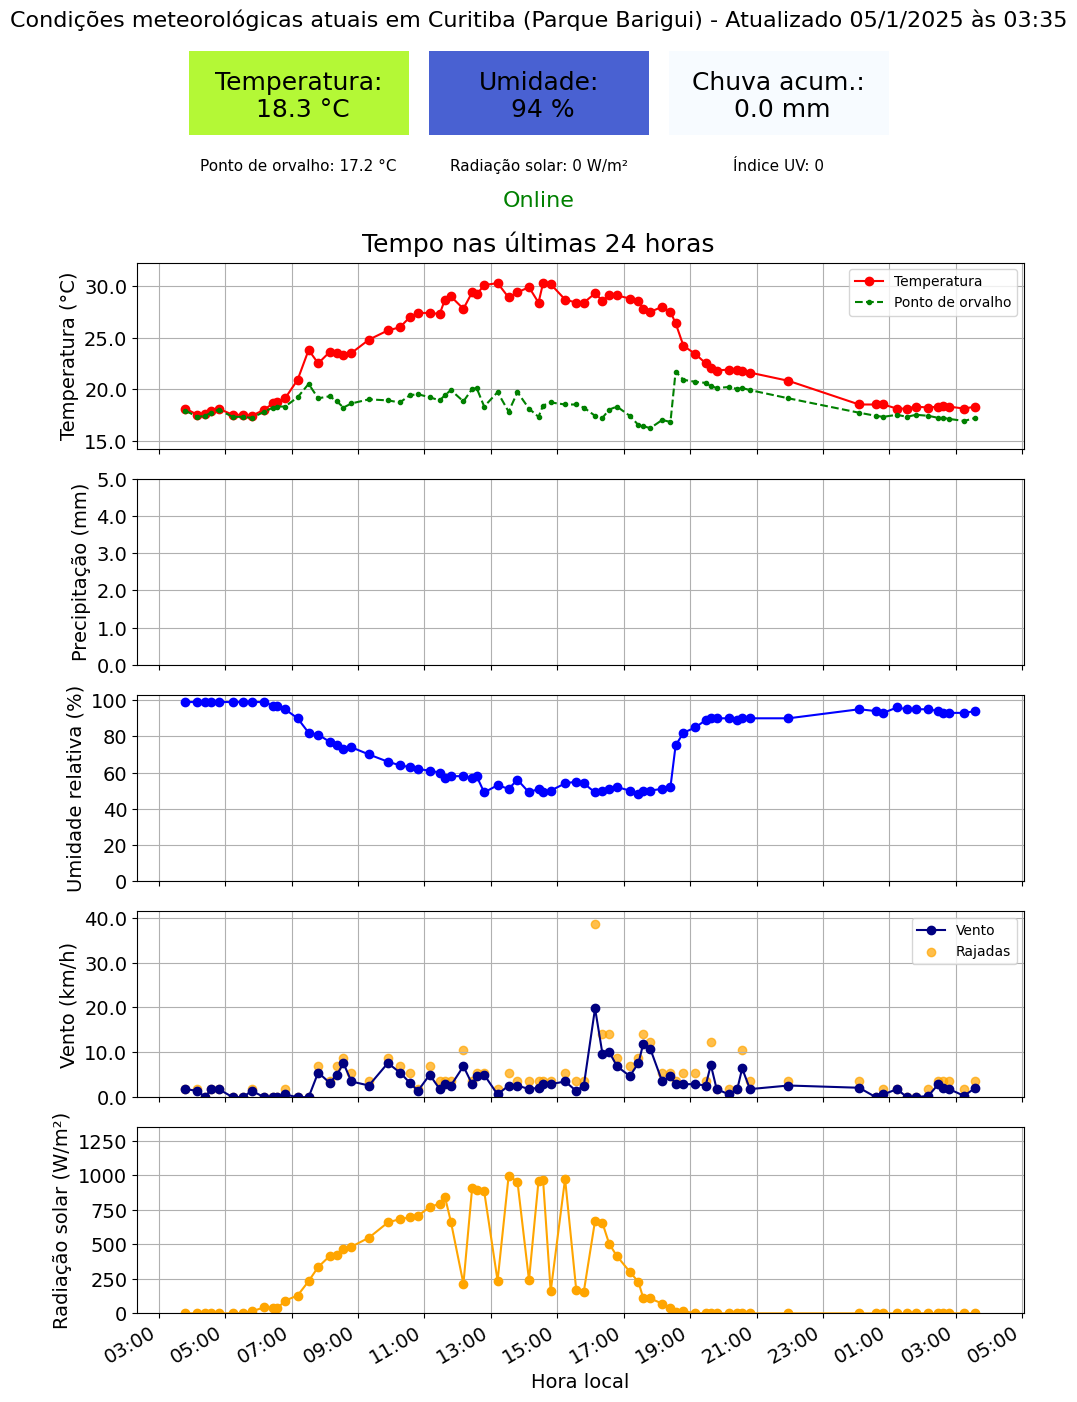 Condições meteorológicas atuais em Curitiba (Parque Barigui) - Atualizado 05/1/2025 às 03:35
Temperatura:
18.3 °C
Umidade:
94 %
Chuva acum.:
0.0 mm
Ponto de orvalho: 17.2 °C
Radiação solar: 0 W/m²
Índice UV: 0
Online
Tempo nas últimas 24 horas
Temperatura (°C)
30.0
25.0
20.0
15.0
Temperatura
Ponto de orvalho
Precipitação (mm)
5.0
4.0
3.0
2.0
1.0
0.0
Umidade relativa (%)
100
80
60
40
20
0
Vento (km/h)
40.0
30.0
20.0
10.0
0.0
Vento
Rajadas
Radiação solar (W/m²)
1250
1000
750
500
250
0
03:00
05:00
07:00
09:00
11:00
13:00
15:00
17:00
19:00
21:00
23:00
01:00
03:00
05:00
Hora local